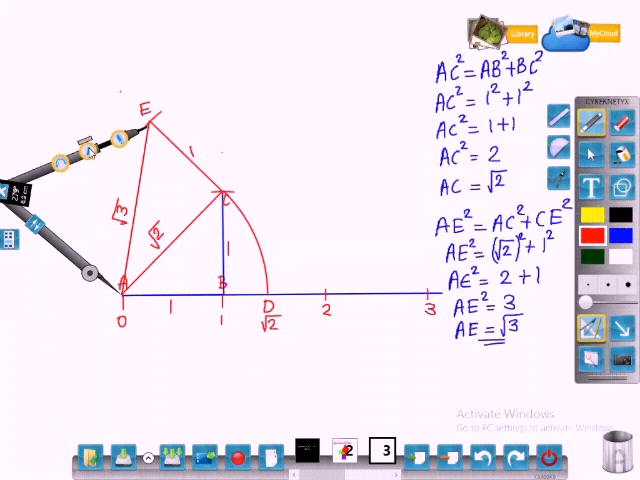 Library
MyCloud
AC² = AB² + BC²
AC² = 1² + 1²
AC² = 1 + 1
AC² = 2
AC = √2
AE² = AC² + CE²
AE² = (√2)² + 1²
AE² = 2 + 1
AE² = 3
AE = √3
CYBERNETYX
T
E
1
√3
√2
C
1
A
B
D
0
1
1
√2
2
3
Activate Windows
Go to PC settings to activate Windows.
2
3